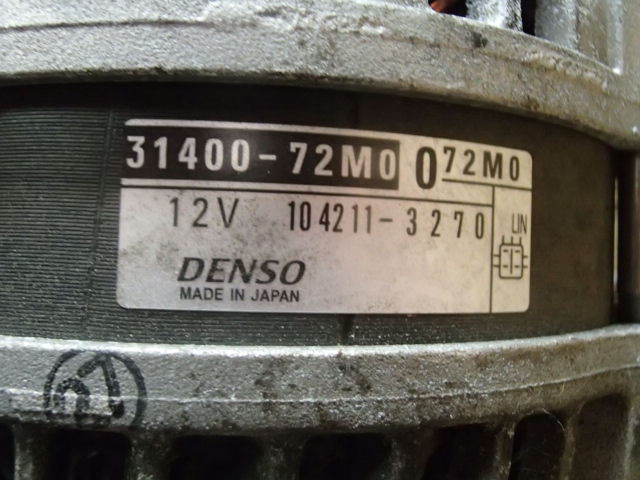 31400-72M0 072M0
12V 104211-3270
LIN
DENSO
MADE IN JAPAN